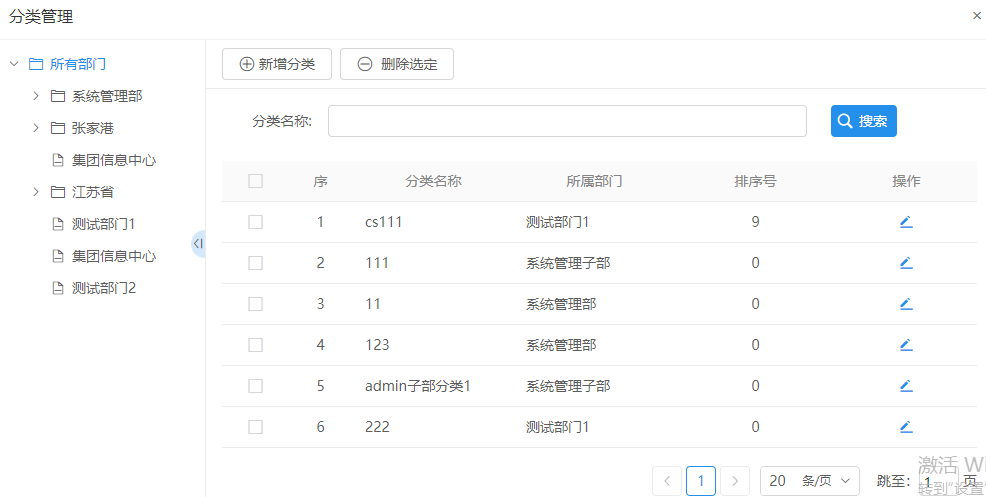 分类管理
所有部门
系统管理部
张家港
集团信息中心
江苏省
测试部门1
集团信息中心
测试部门2
新增分类 删除选定
分类名称: 搜索
序 分类名称 所属部门 排序号 操作
1 cs111 测试部门1 9
2 111 系统管理子部 0
3 11 系统管理部 0
4 123 系统管理部 0
5 admin子部分类1 系统管理子部 0
6 222 测试部门1 0
1 20 条/页 跳至: 1 页
激活 Wi
转到"设置"